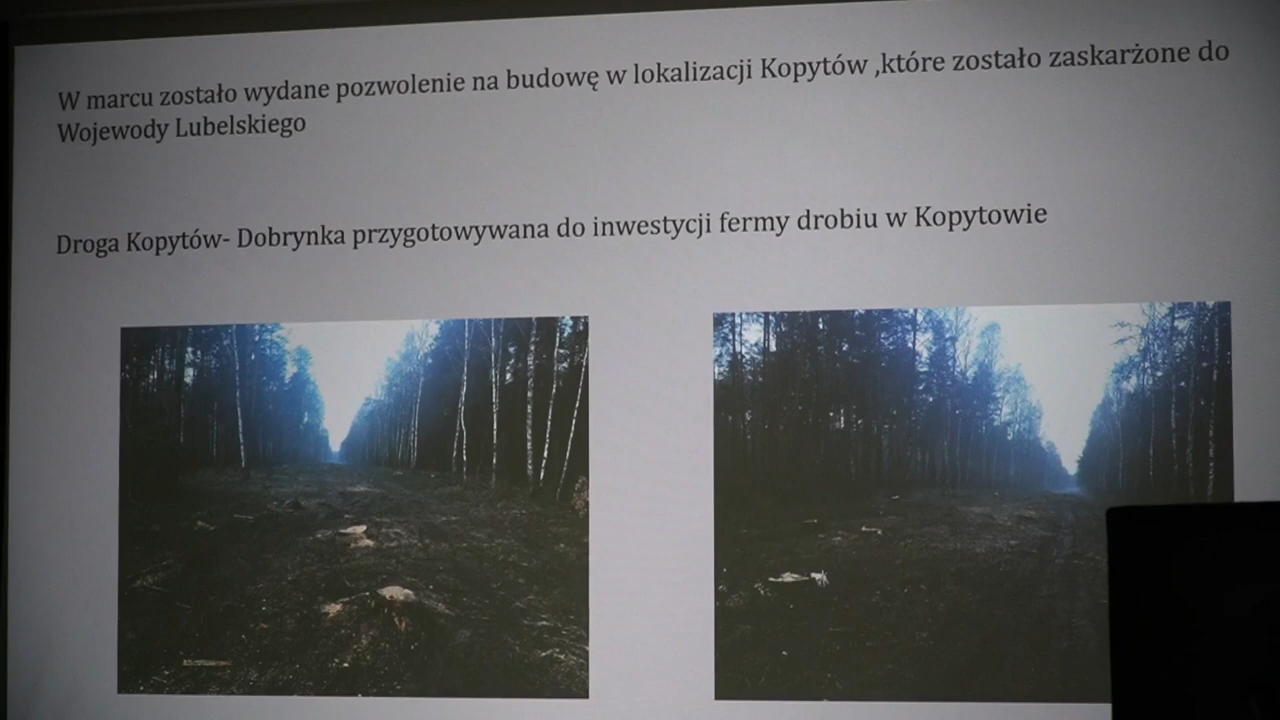 W marcu zostało wydane pozwolenie na budowę w lokalizacji Kopytów ,które zostało zaskarżone do
Wojewody Lubelskiego
Droga Kopytów- Dobrynka przygotowywana do inwestycji fermy drobiu w Kopytowie